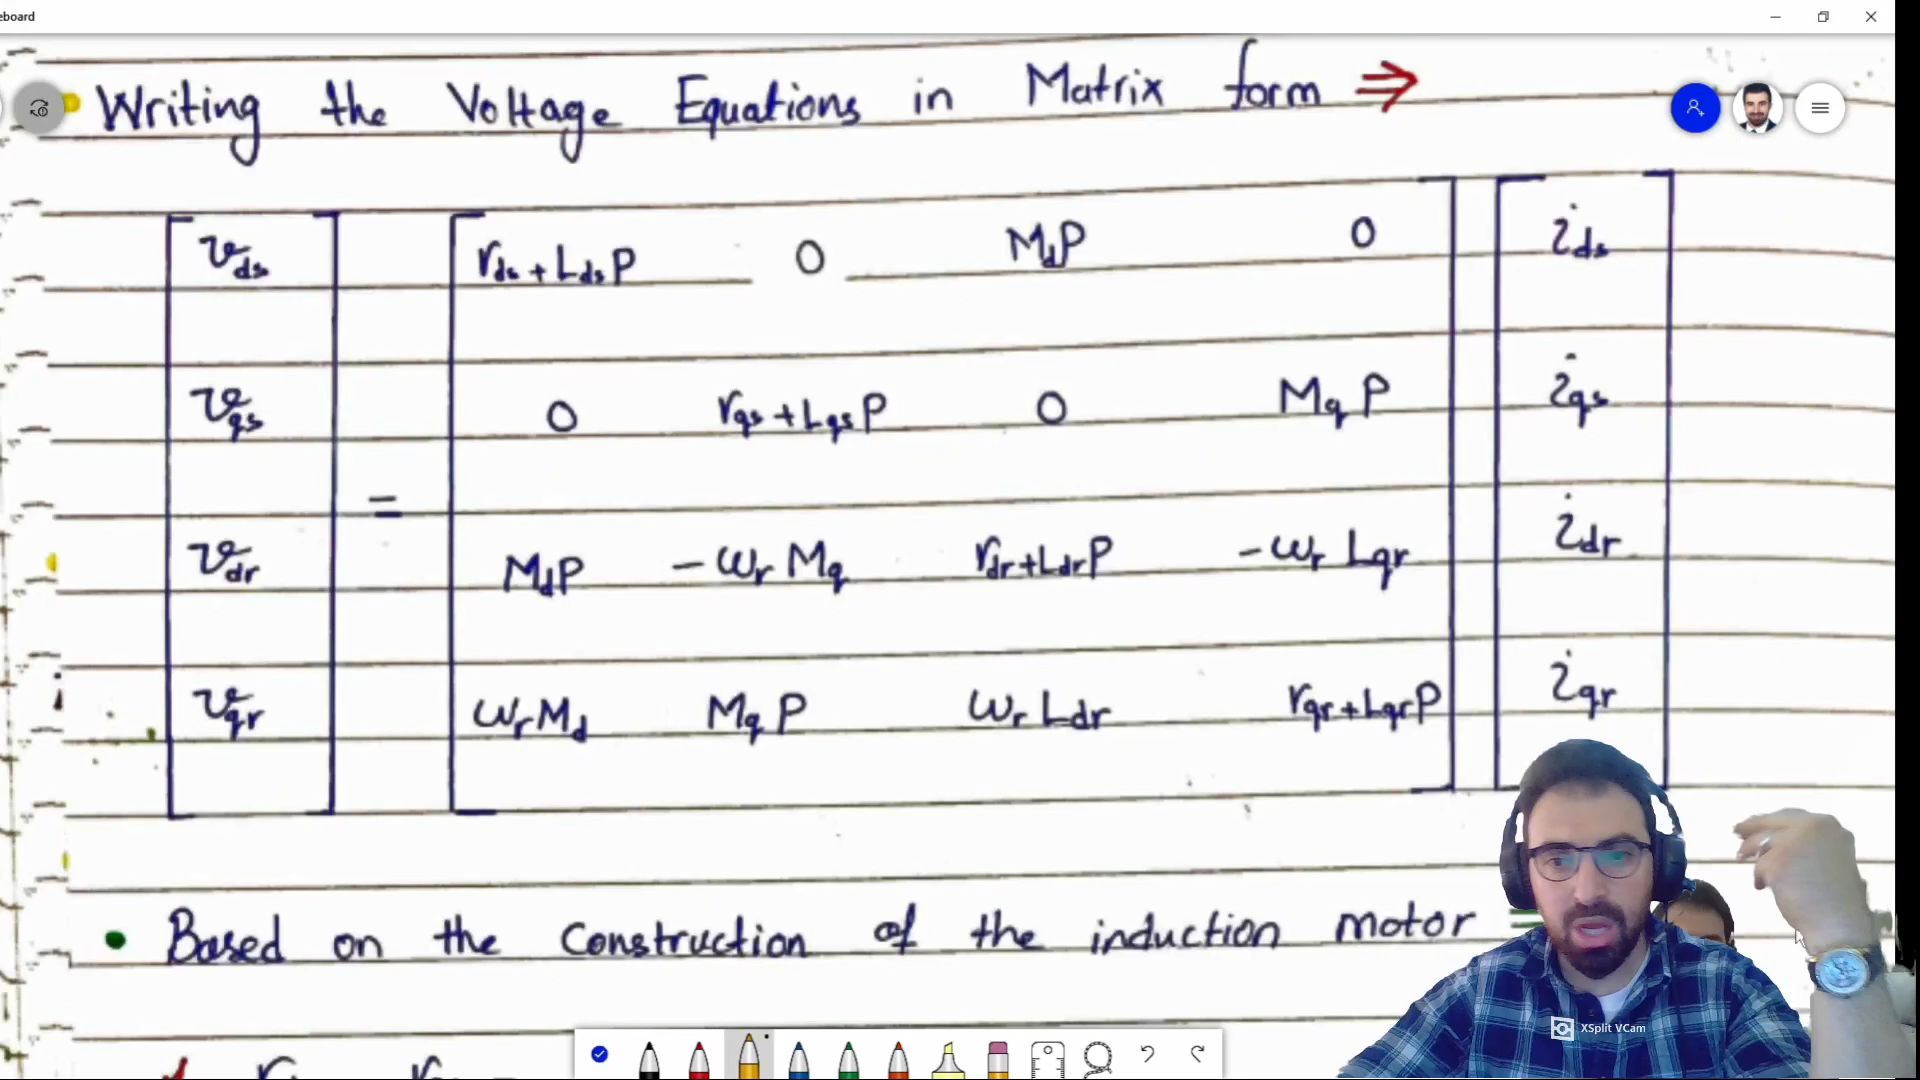 eboard
Writing the Voltage Equations in Matrix form ⇒
v_ds r_ds + L_ds P 0 M_d P 0 i_ds
v_qs 0 r_qs + L_qs P 0 M_q P i_qs
=
v_dr M_d P - ω_r M_q r_dr + L_dr P - ω_r L_qr i_dr
v_qr ω_r M_d M_q P ω_r L_dr r_qr + L_qr P i_qr
• Based on the Construction of the induction motor
XSplit VCam